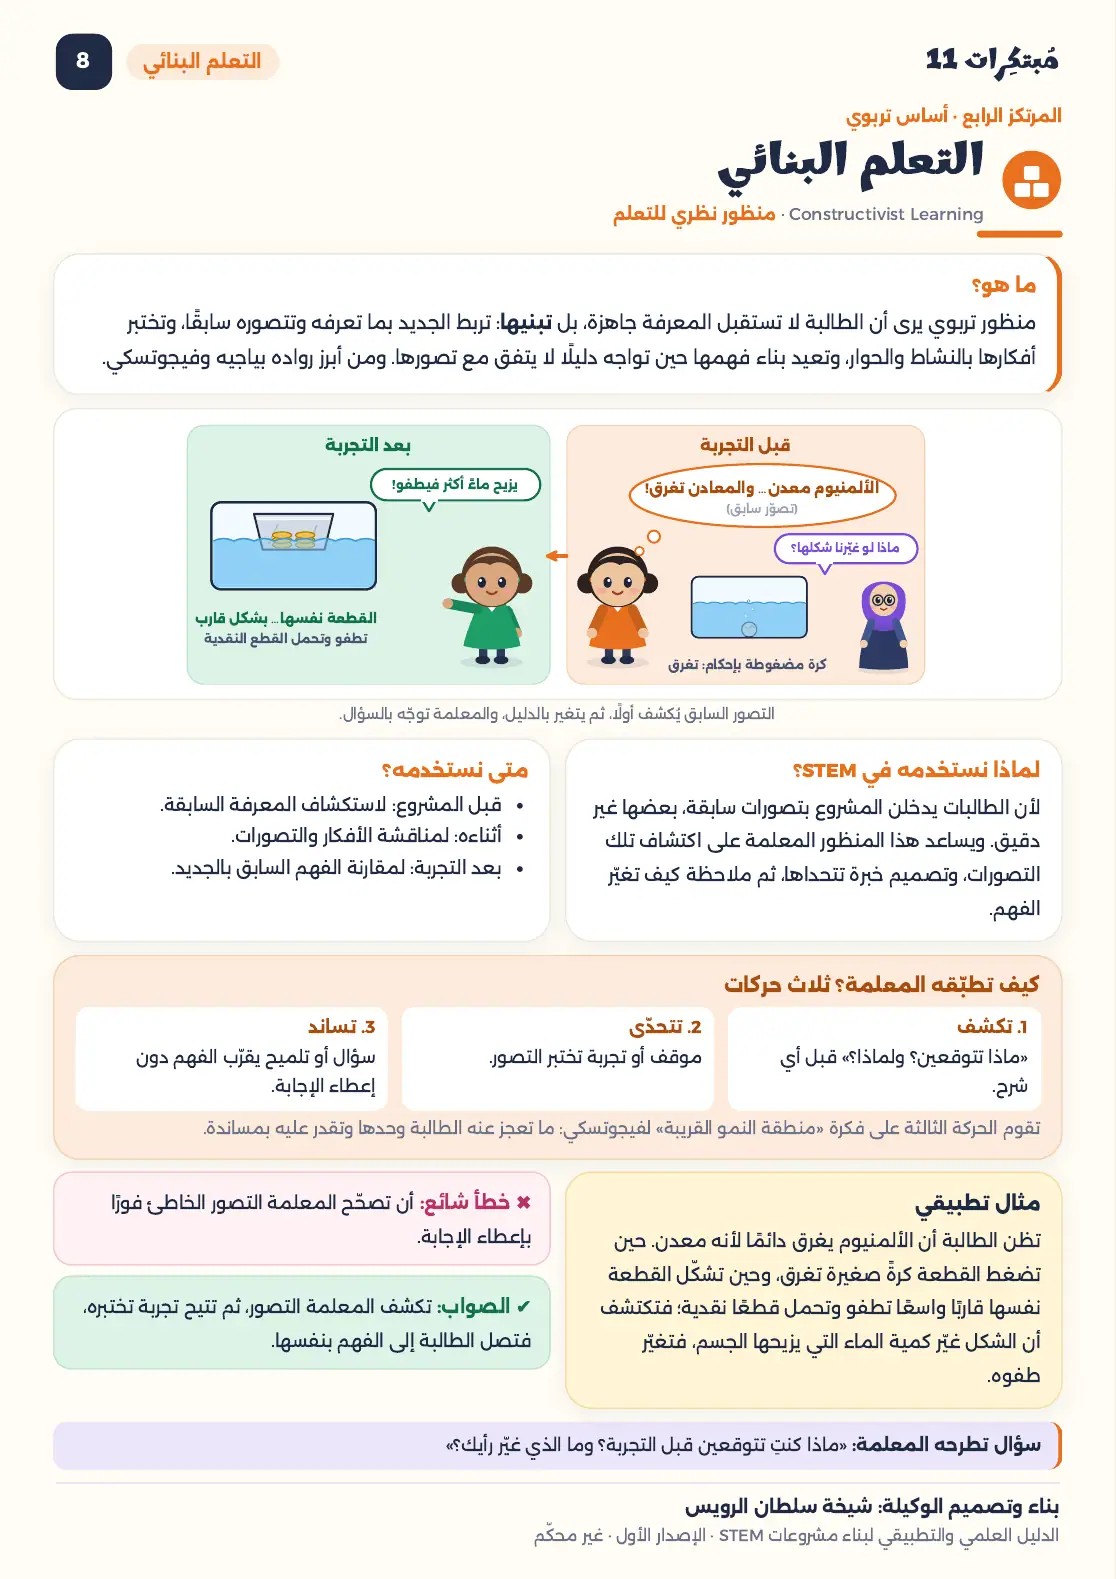 مُبتكِرات 11
التعلم البنائي
8
المرتكز الرابع · أساس تربوي
التعلم البنائي
Constructivist Learning · منظور نظري للتعلم
ما هو؟
منظور تربوي يرى أن الطالبة لا تستقبل المعرفة جاهزة، بل تبنيها: تربط الجديد بما تعرفه وتتصوره سابقًا، وتختبر
أفكارها بالنشاط والحوار، وتعيد بناء فهمها حين تواجه دليلًا لا يتفق مع تصورها. ومن أبرز رواده بياجيه وفيجوتسكي.
قبل التجربة
الألمنيوم معدن… والمعادن تغرق!
(تصوّر سابق)
ماذا لو غيّرنا شكلها؟
كرة مضغوطة بإحكام: تغرق
بعد التجربة
يزيح ماءً أكثر فيطفو!
القطعة نفسها… بشكل قارب
تطفو وتحمل القطع النقدية
التصور السابق يُكشف أولًا، ثم يتغير بالدليل، والمعلمة توجّه بالسؤال.
لماذا نستخدمه في STEM؟
لأن الطالبات يدخلن المشروع بتصورات سابقة، بعضها غير
دقيق. ويساعد هذا المنظور المعلمة على اكتشاف تلك
التصورات، وتصميم خبرة تتحداها، ثم ملاحظة كيف تغيّر
الفهم.
متى نستخدمه؟
• قبل المشروع: لاستكشاف المعرفة السابقة.
• أثناءه: لمناقشة الأفكار والتصورات.
• بعد التجربة: لمقارنة الفهم السابق بالجديد.
كيف تطبّقه المعلمة؟ ثلاث حركات
1. تكشف
«ماذا تتوقعين؟ ولماذا؟» قبل أي
شرح.
2. تتحدّى
موقف أو تجربة تختبر التصور.
3. تساند
سؤال أو تلميح يقرّب الفهم دون
إعطاء الإجابة.
تقوم الحركة الثالثة على فكرة «منطقة النمو القريبة» لفيجوتسكي: ما تعجز عنه الطالبة وحدها وتقدر عليه بمساندة.
مثال تطبيقي
تظن الطالبة أن الألمنيوم يغرق دائمًا لأنه معدن. حين
تضغط القطعة كرةً صغيرة تغرق، وحين تشكّل القطعة
نفسها قاربًا واسعًا تطفو وتحمل قطعًا نقدية؛ فتكتشف
أن الشكل غيّر كمية الماء التي يزيحها الجسم، فتغيّر
طفوه.
✖ خطأ شائع: أن تصحّح المعلمة التصور الخاطئ فورًا
بإعطاء الإجابة.
✔ الصواب: تكشف المعلمة التصور، ثم تتيح تجربة تختبره،
فتصل الطالبة إلى الفهم بنفسها.
سؤال تطرحه المعلمة: «ماذا كنتِ تتوقعين قبل التجربة؟ وما الذي غيّر رأيك؟»
بناء وتصميم الوكيلة: شيخة سلطان الرويس
الدليل العلمي والتطبيقي لبناء مشروعات STEM · الإصدار الأول · غير محكّم